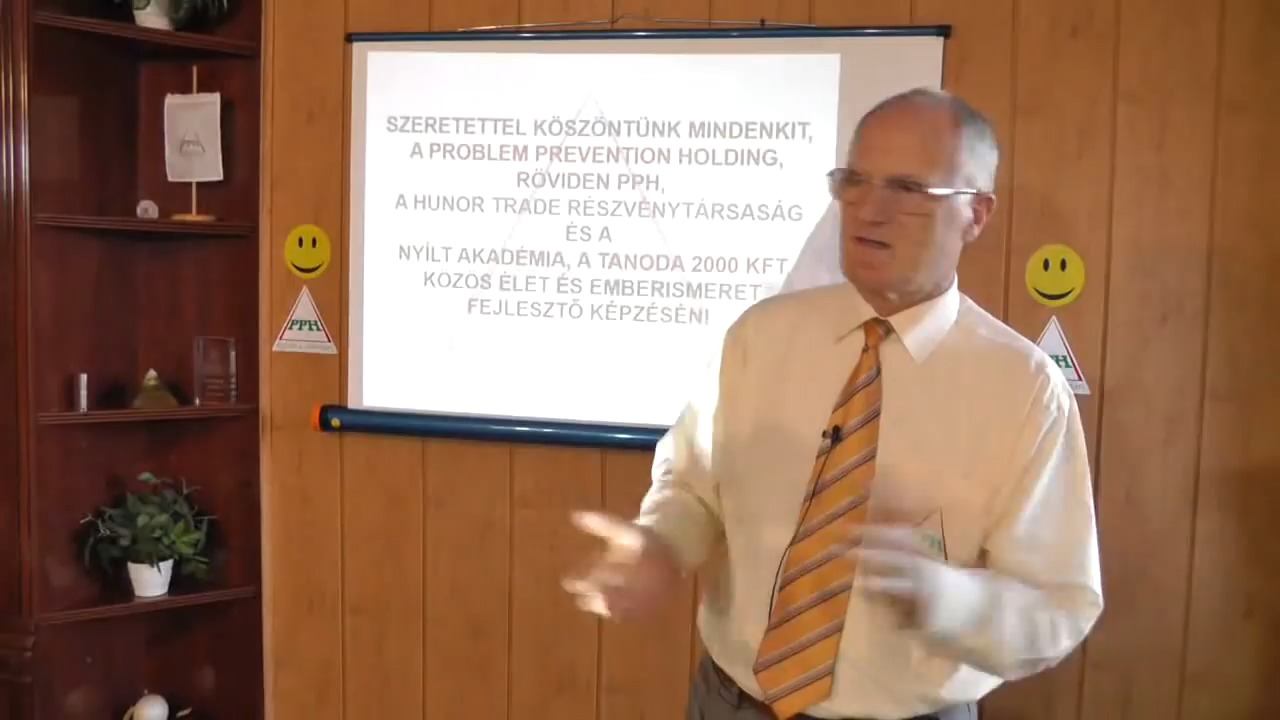 SZERETETTEL KÖSZÖNTÜNK MINDENKIT,
A PROBLEM PREVENTION HOLDING,
RÖVIDEN PPH,
A HUNOR TRADE RÉSZVÉNYTÁRSASÁG
ÉS A
NYÍLT AKADÉMIA, A TANODA 2000 KFT.
KÖZÖS ÉLET ÉS EMBERISMERET
FEJLESZTŐ KÉPZÉSÉN!
PPH
PPH